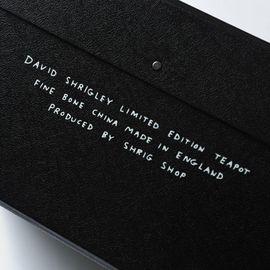 DAVID SHRIGLEY LIMITED EDITION TEAPOT
FINE BONE CHINA MADE IN ENGLAND
PRODUCED BY SHRIG SHOP